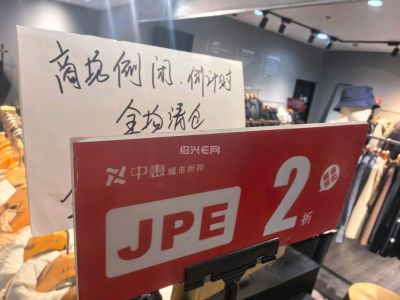 商场倒闭、倒计时
全场清仓
绍兴E网
中惠 城市折扣
JPE 2折